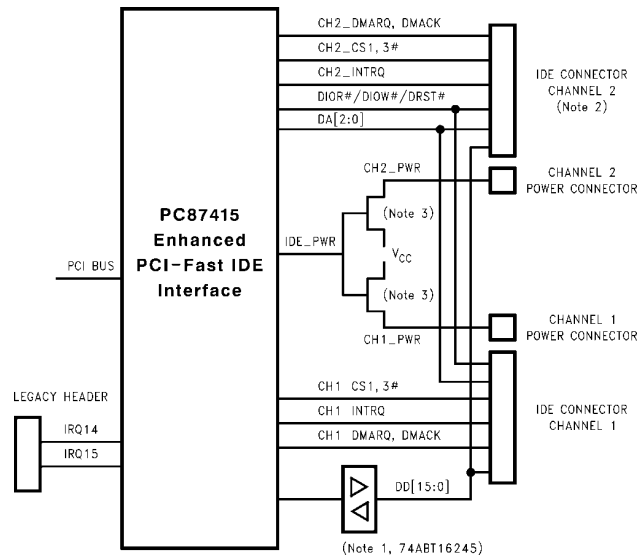 CH2_DMARQ, DMACK
CH2_CS1, 3#
CH2_INTRQ
DIOR#/DIOW#/DRST#
DA[2:0]
IDE CONNECTOR
CHANNEL 2
(Note 2)
CH2_PWR
CHANNEL 2
POWER CONNECTOR
PC87415
Enhanced
PCI-Fast IDE
Interface
(Note 3)
IDE_PWR
VCC
PCI BUS
(Note 3)
CH1_PWR
CHANNEL 1
POWER CONNECTOR
LEGACY HEADER
IRQ14
IRQ15
CH1 CS1, 3#
CH1 INTRQ
CH1 DMARQ, DMACK
IDE CONNECTOR
CHANNEL 1
DD[15:0]
(Note 1, 74ABT16245)